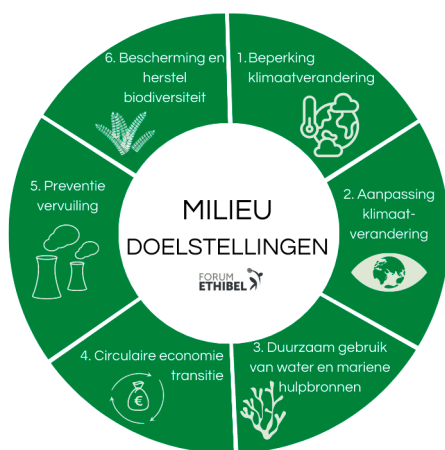 6. Bescherming en
herstel
biodiversiteit
1.Beperking
klimaatverandering
5. Preventie
vervuiling
MILIEU
DOELSTELLINGEN
FORUM
ETHIBEL
2. Aanpassing
klimaat-
verandering
4. Circulaire economie
transitie
€
3. Duurzaam gebruik
van water en mariene
hulpbronnen